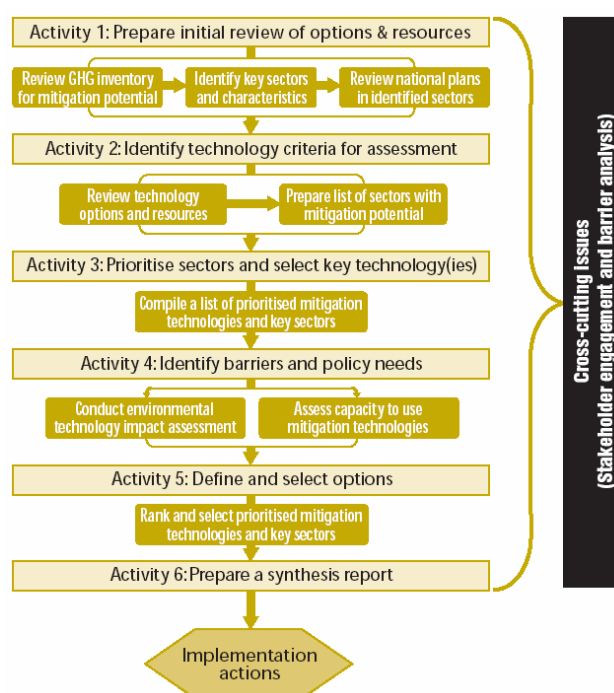 Activity 1: Prepare initial review of options & resources
Review GHG inventory
for mitigation potential
Identify key sectors
and characteristics
Review national plans
in identified sectors
Activity 2: Identify technology criteria for assessment
Review technology
options and resources
Prepare list of sectors with
mitigation potential
Activity 3: Prioritise sectors and select key technology(ies)
Compile a list of prioritised mitigation
technologies and key sectors
Activity 4: Identify barriers and policy needs
Conduct environmental
technology impact assessment
Assess capacity to use
mitigation technologies
Activity 5: Define and select options
Rank and select prioritised mitigation
technologies and key sectors
Activity 6: Prepare a synthesis report
Implementation
actions
Cross-cutting issues
(Stakeholder engagement and barrier analysis)